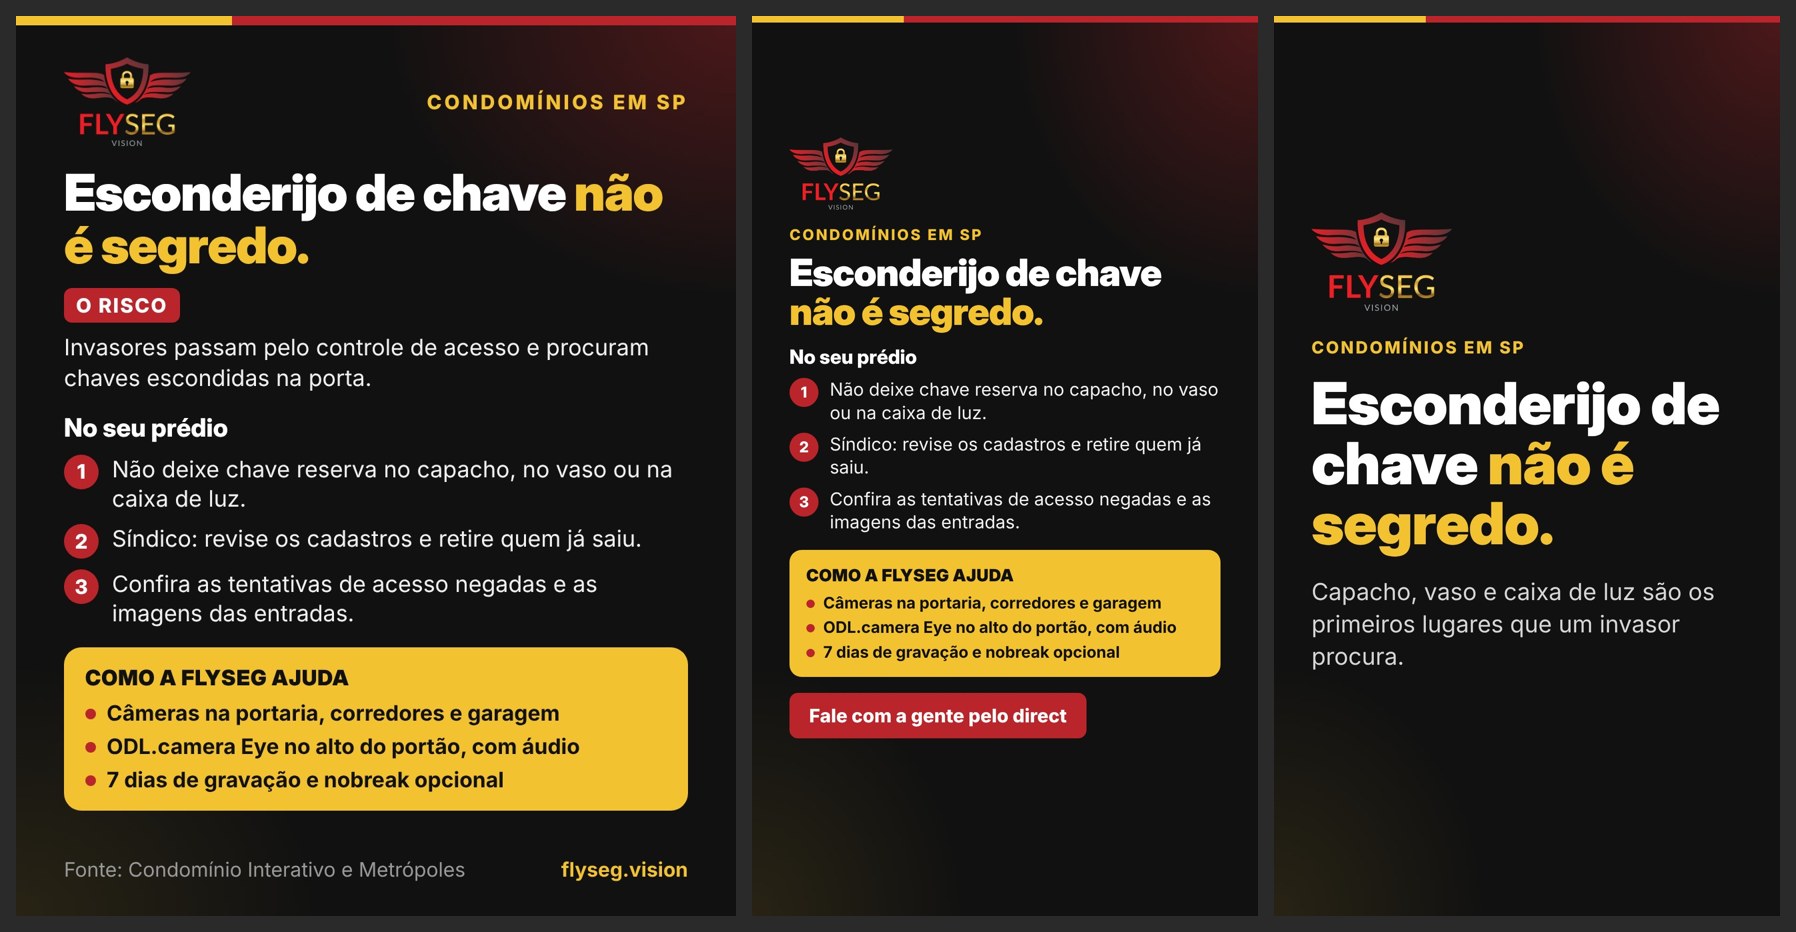 FLYSEG
VISION
CONDOMÍNIOS EM SP
Esconderijo de chave não
é segredo.
O RISCO
Invasores passam pelo controle de acesso e procuram
chaves escondidas na porta.
No seu prédio
1 Não deixe chave reserva no capacho, no vaso ou na
caixa de luz.
2 Síndico: revise os cadastros e retire quem já saiu.
3 Confira as tentativas de acesso negadas e as
imagens das entradas.
COMO A FLYSEG AJUDA
Câmeras na portaria, corredores e garagem
ODL.camera Eye no alto do portão, com áudio
7 dias de gravação e nobreak opcional
Fonte: Condomínio Interativo e Metrópoles
flyseg.vision
FLYSEG
VISION
CONDOMÍNIOS EM SP
Esconderijo de chave
não é segredo.
No seu prédio
1 Não deixe chave reserva no capacho, no vaso
ou na caixa de luz.
2 Síndico: revise os cadastros e retire quem já
saiu.
3 Confira as tentativas de acesso negadas e as
imagens das entradas.
COMO A FLYSEG AJUDA
Câmeras na portaria, corredores e garagem
ODL.camera Eye no alto do portão, com áudio
7 dias de gravação e nobreak opcional
Fale com a gente pelo direct
FLYSEG
VISION
CONDOMÍNIOS EM SP
Esconderijo de
chave não é
segredo.
Capacho, vaso e caixa de luz são os
primeiros lugares que um invasor
procura.